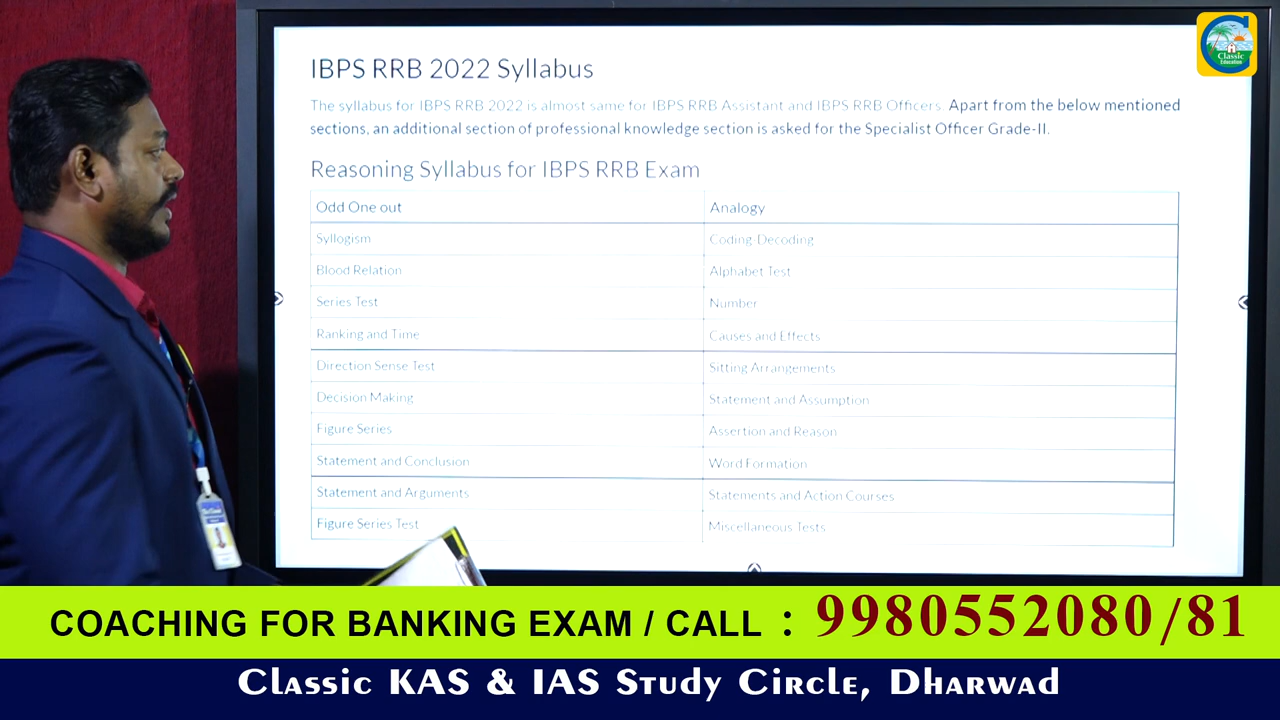 IBPS RRB 2022 Syllabus
The syllabus for IBPS RRB 2022 is almost same for IBPS RRB Assistant and IBPS RRB Officers. Apart from the below mentioned
sections, an additional section of professional knowledge section is asked for the Specialist Officer Grade-II.
Reasoning Syllabus for IBPS RRB Exam
Odd One out Analogy
Syllogism Coding-Decoding
Blood Relation Alphabet Test
Series Test Number
Ranking and Time Causes and Effects
Direction Sense Test Sitting Arrangements
Decision Making Statement and Assumption
Figure Series Assertion and Reason
Statement and Conclusion Word Formation
Statement and Arguments Statements and Action Courses
Figure Series Test Miscellaneous Tests
Classic
Education
COACHING FOR BANKING EXAM / CALL : 9980552080/81
Classic KAS & IAS Study Circle, Dharwad